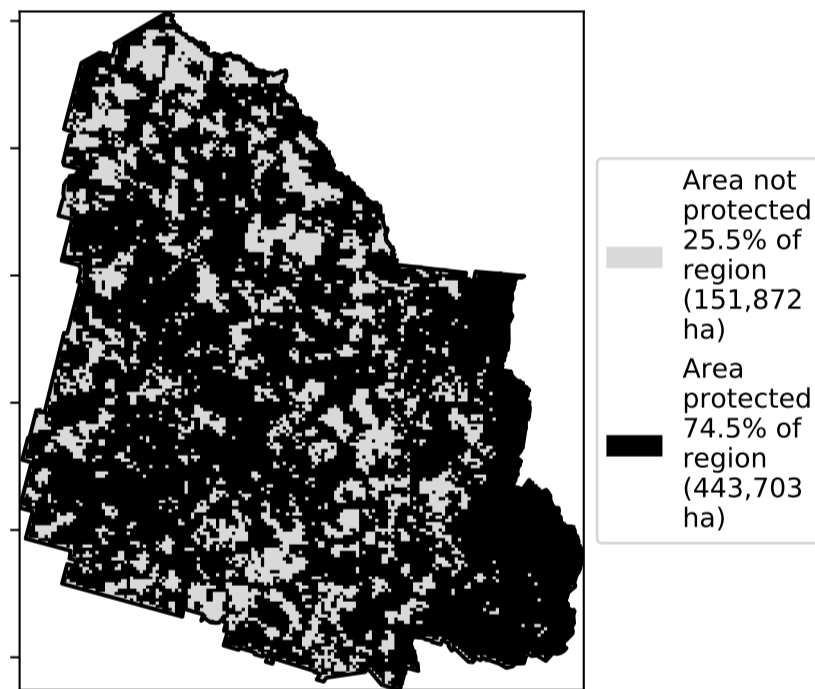 Area not
protected
25.5% of
region
(151,872
ha)
Area
protected
74.5% of
region
(443,703
ha)